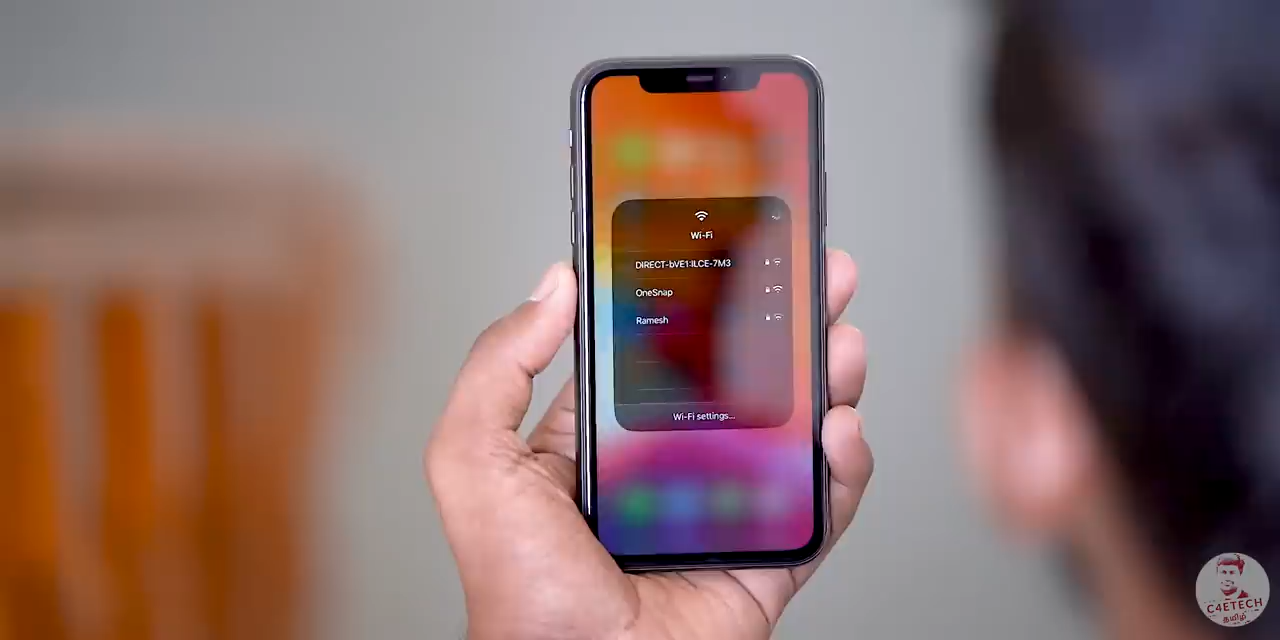 Wi-Fi
DIRECT-bVE1:ILCE-7M3
OneSnap
Ramesh
Wi-Fi settings...
C4ETECH
தமிழ்